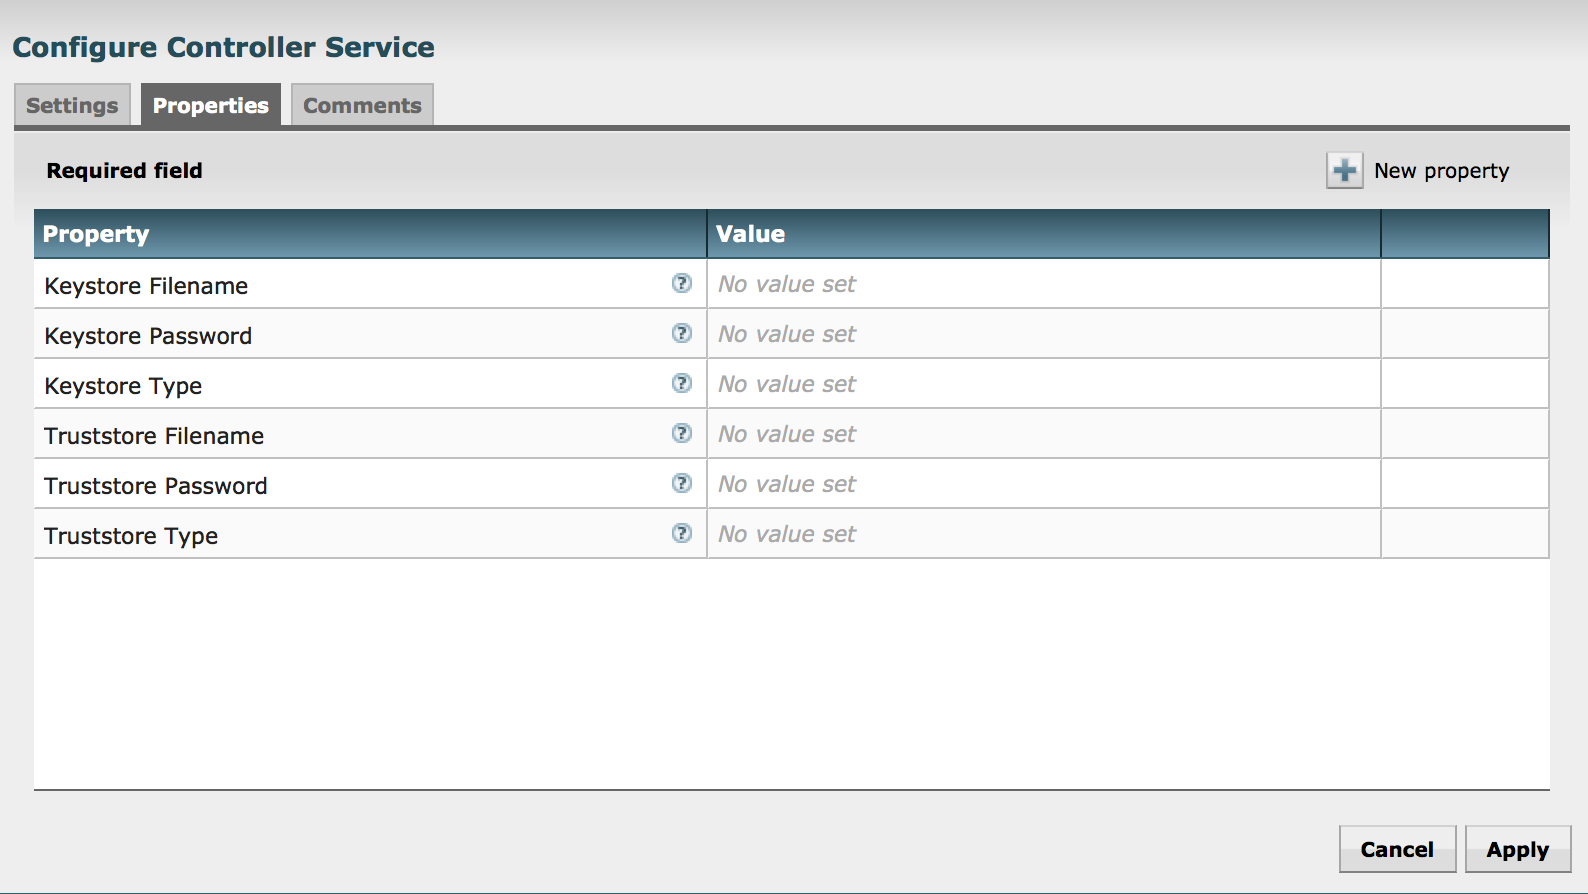 Configure Controller Service
Settings Properties Comments
Required field New property
Property Value
Keystore Filename ? No value set
Keystore Password ? No value set
Keystore Type ? No value set
Truststore Filename ? No value set
Truststore Password ? No value set
Truststore Type ? No value set
Cancel Apply